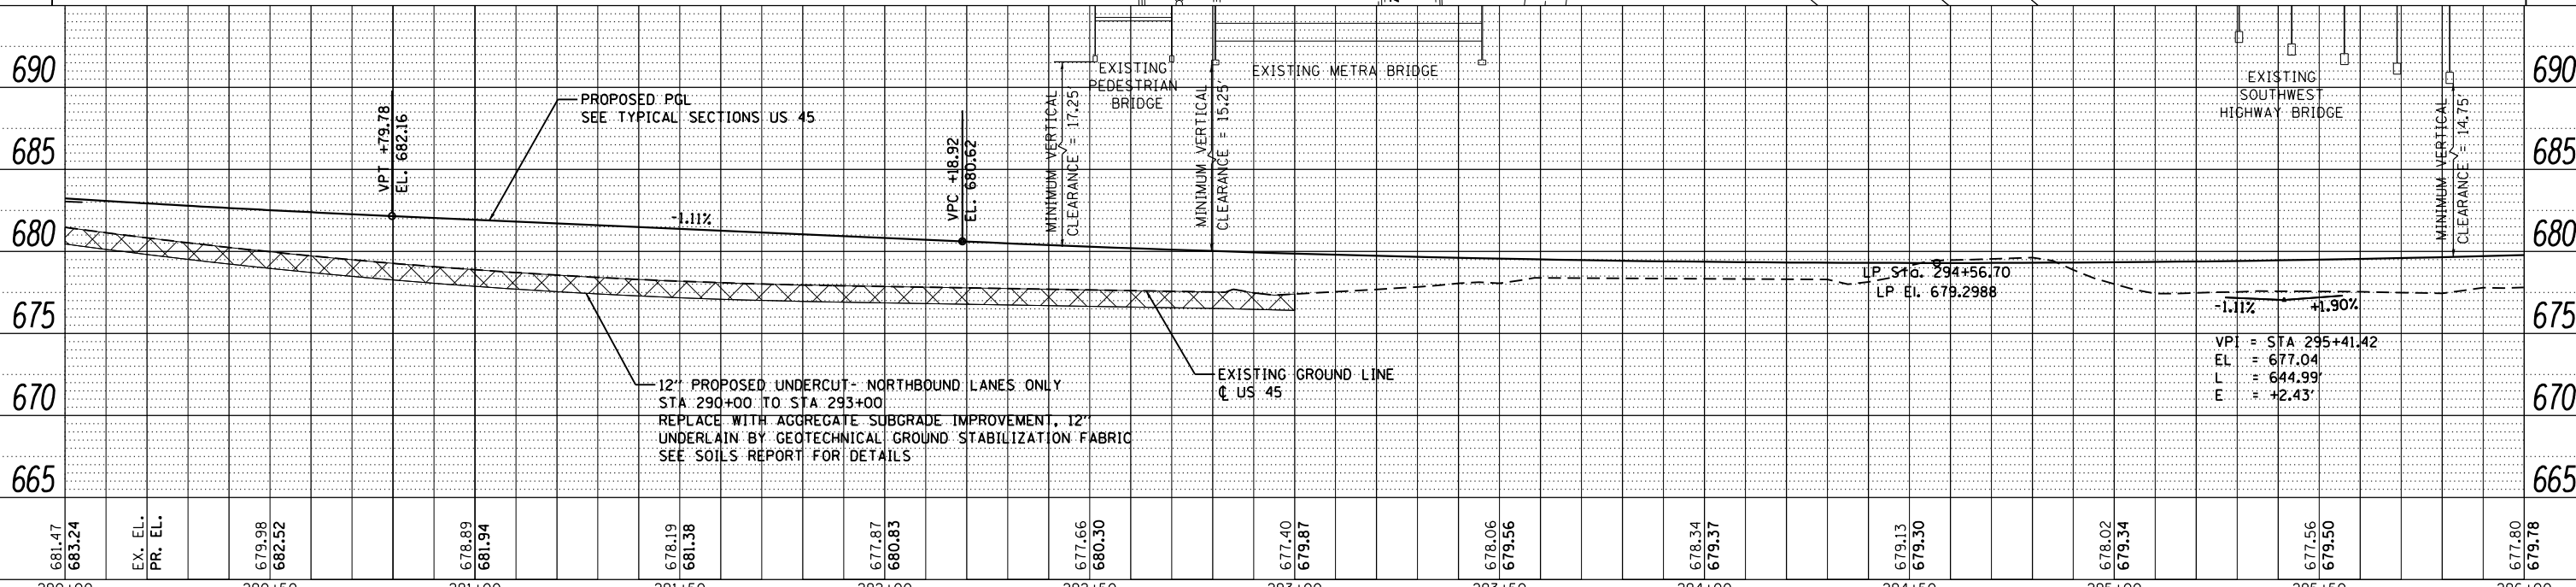 690
685
680
675
670
665
VPT +79.78
EL. 682.16
PROPOSED PGL
SEE TYPICAL SECTIONS US 45
-1.11%
VPC +18.92
EL. 680.62
MINIMUM VERTICAL
CLEARANCE = 17.25'
EXISTING
PEDESTRIAN
BRIDGE
MINIMUM VERTICAL
CLEARANCE = 15.25'
EXISTING METRA BRIDGE
EXISTING
SOUTHWEST
HIGHWAY BRIDGE
MINIMUM VERTICAL
CLEARANCE = 14.75'
LP Sta. 294+56.70
LP El. 679.2988
-1.11%
+1.90%
VPI = STA 295+41.42
EL = 677.04
L = 644.99'
E = +2.43'
12" PROPOSED UNDERCUT- NORTHBOUND LANES ONLY
STA 290+00 TO STA 293+00
REPLACE WITH AGGREGATE SUBGRADE IMPROVEMENT, 12"
UNDERLAIN BY GEOTECHNICAL GROUND STABILIZATION FABRIC
SEE SOILS REPORT FOR DETAILS
EXISTING GROUND LINE
℄ US 45
690
685
680
675
670
665
681.47
683.24
EX. EL.
PR. EL.
679.98
682.52
678.89
681.94
678.19
681.38
677.87
680.83
677.66
680.30
677.40
679.87
678.06
679.56
678.34
679.37
679.13
679.30
678.02
679.34
677.56
679.50
677.80
679.78